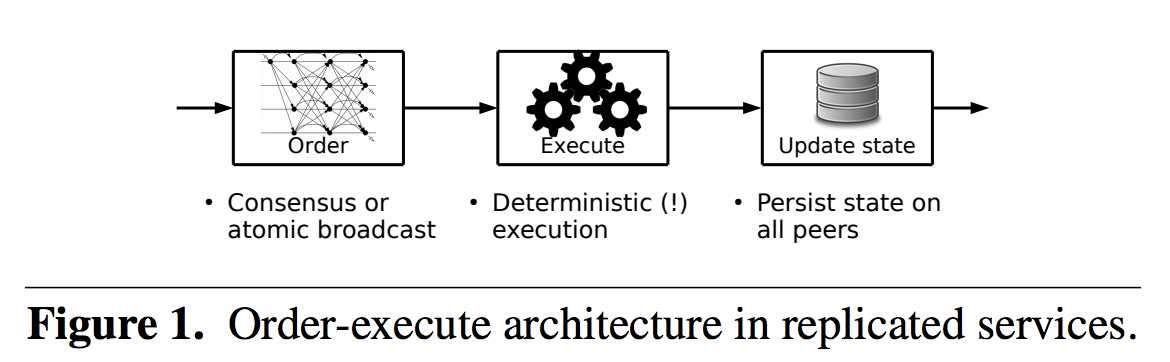 Order
Execute
Update state
• Consensus or
atomic broadcast
• Deterministic (!)
execution
• Persist state on
all peers
Figure 1. Order-execute architecture in replicated services.